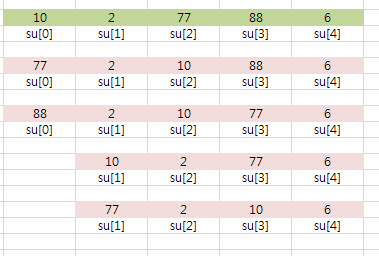 10 2 77 88 6
su[0] su[1] su[2] su[3] su[4]
77 2 10 88 6
su[0] su[1] su[2] su[3] su[4]
88 2 10 77 6
su[0] su[1] su[2] su[3] su[4]
10 2 77 6
su[1] su[2] su[3] su[4]
77 2 10 6
su[1] su[2] su[3] su[4]